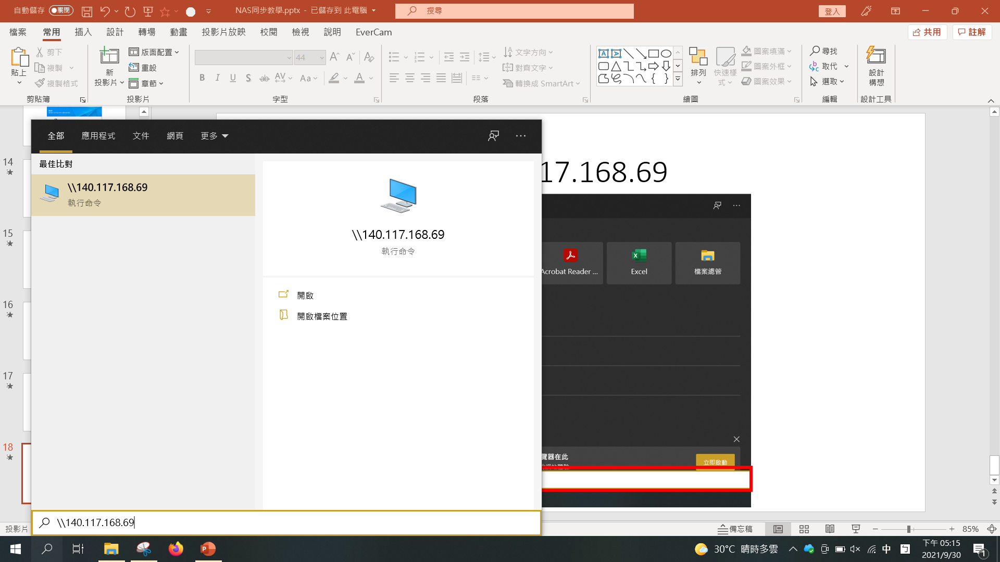 自動儲存 關閉 NAS同步教學.pptx - 已儲存到 此電腦 搜尋 登入
檔案 常用 插入 設計 轉場 動畫 投影片放映 校閱 檢視 說明 EverCam 共用 註解
貼上
剪下
複製
複製格式
剪貼簿
新
投影片
版面配置
重設
章節
投影片
44
B I U S ab AV Aa A
字型
文字方向
對齊文字
轉換成 SmartArt
段落
排列
快速樣
式
圖案填滿
圖案外框
圖案效果
繪圖
尋找
取代
選取
編輯
設計
構想
設計工具
14
15
16
17
18
全部 應用程式 文件 網頁 更多
最佳比對
\\140.117.168.69
執行命令
\\140.117.168.69
執行命令
開啟
開啟檔案位置
17.168.69
Acrobat Reader ...
Excel
檔案總管
覽器在此
立即啟動
\\140.117.168.69
投影片 備忘稿 85%
30°C 晴時多雲 中 下午 05:15
2021/9/30
1